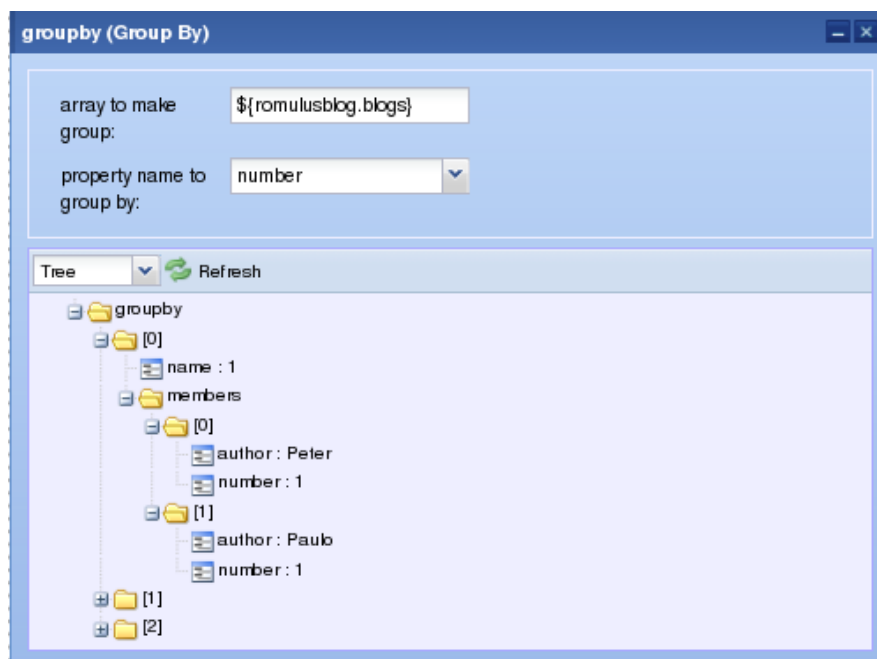 groupby (Group By)
array to make
group:
${romulusblog.blogs}
property name to
group by:
number
Tree
Refresh
groupby
[0]
name : 1
members
[0]
author : Peter
number : 1
[1]
author : Paulo
number : 1
[1]
[2]